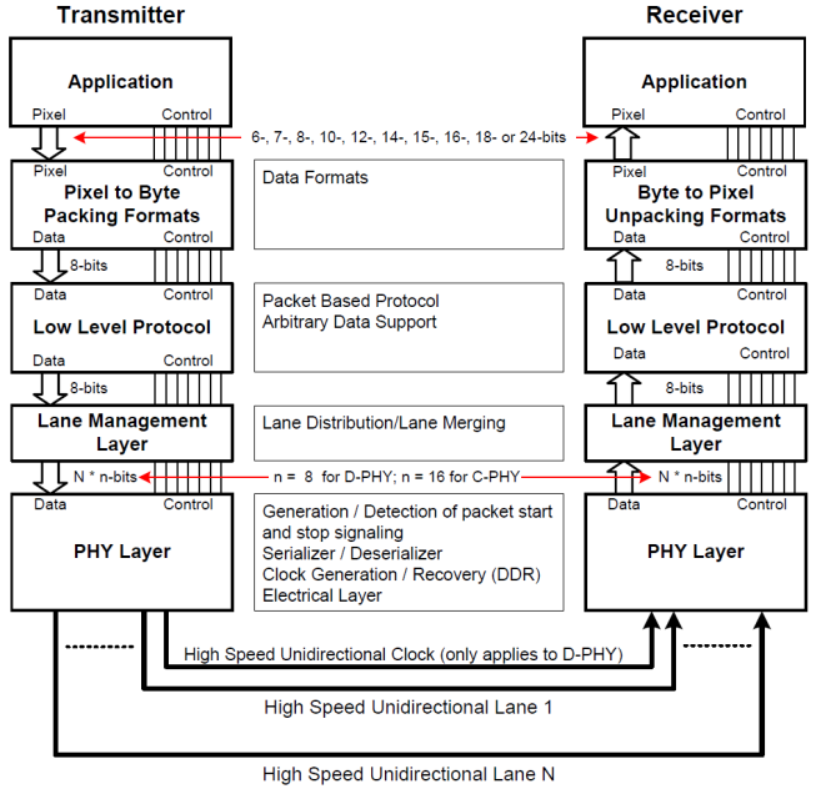 Transmitter
Receiver
Application
Application
Pixel
Control
Pixel
Control
6-, 7-, 8-, 10-, 12-, 14-, 15-, 16-, 18- or 24-bits
Pixel
Control
Pixel
Control
Pixel to Byte
Packing Formats
Data Formats
Byte to Pixel
Unpacking Formats
Data
Control
Data
Control
8-bits
8-bits
Data
Control
Data
Control
Low Level Protocol
Packet Based Protocol
Arbitrary Data Support
Low Level Protocol
Data
Control
Data
Control
8-bits
8-bits
Lane Management
Layer
Lane Distribution/Lane Merging
Lane Management
Layer
N * n-bits
n = 8 for D-PHY; n = 16 for C-PHY
N * n-bits
Data
Control
Data
Control
PHY Layer
Generation / Detection of packet start
and stop signaling
Serializer / Deserializer
Clock Generation / Recovery (DDR)
Electrical Layer
PHY Layer
High Speed Unidirectional Clock (only applies to D-PHY)
High Speed Unidirectional Lane 1
High Speed Unidirectional Lane N